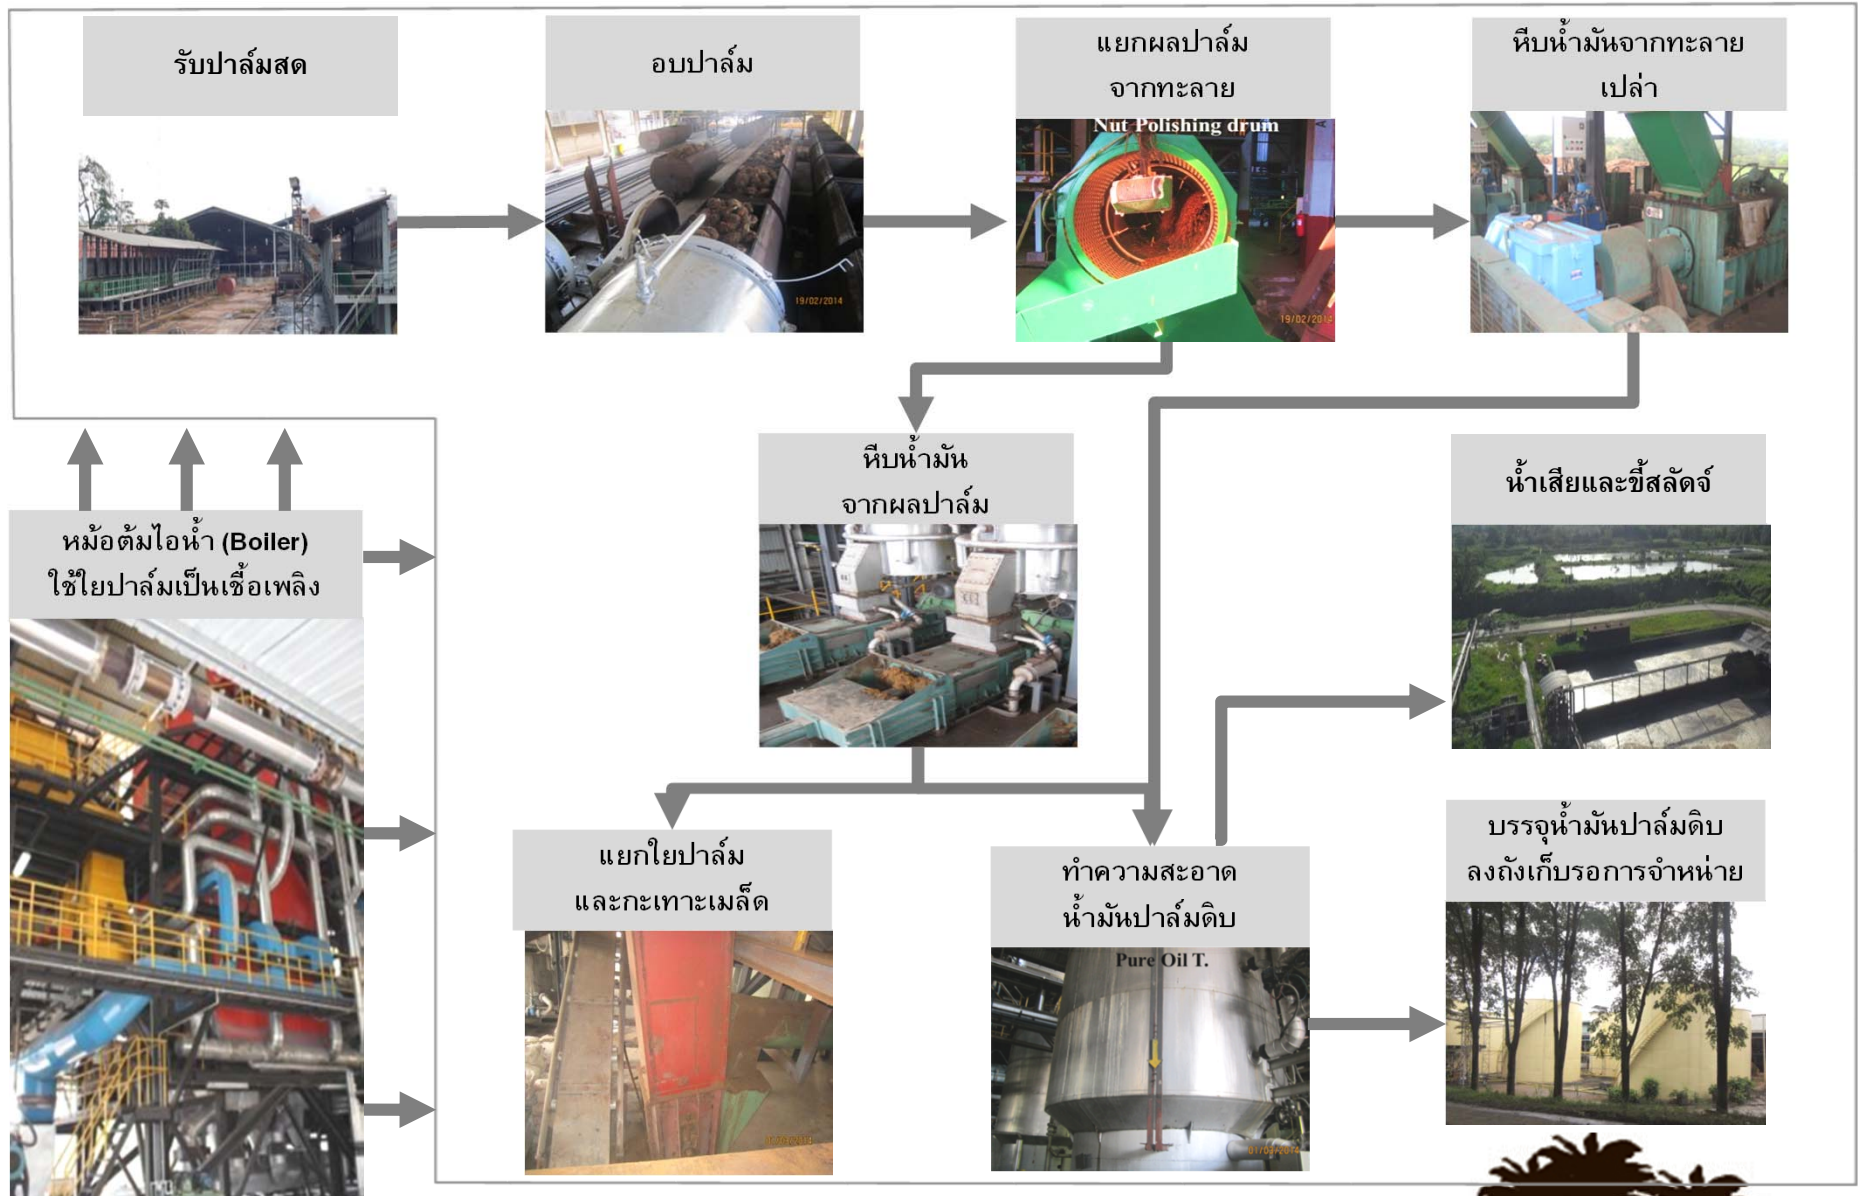 รับปาล์มสด
อบปาล์ม
แยกผลปาล์ม
จากทะลาย
หีบน้ำมันจากทะลาย
เปล่า
Nut Polishing drum
19/02/2014
19/02/2014
หีบน้ำมัน
จากผลปาล์ม
น้ำเสียและขี้สลัดจ์
หม้อต้มไอน้ำ (Boiler)
ใช้ใยปาล์มเป็นเชื้อเพลิง
แยกใยปาล์ม
และกะเทาะเมล็ด
ทำความสะอาด
น้ำมันปาล์มดิบ
บรรจุน้ำมันปาล์มดิบ
ลงถังเก็บรอการจำหน่าย
Pure Oil T.